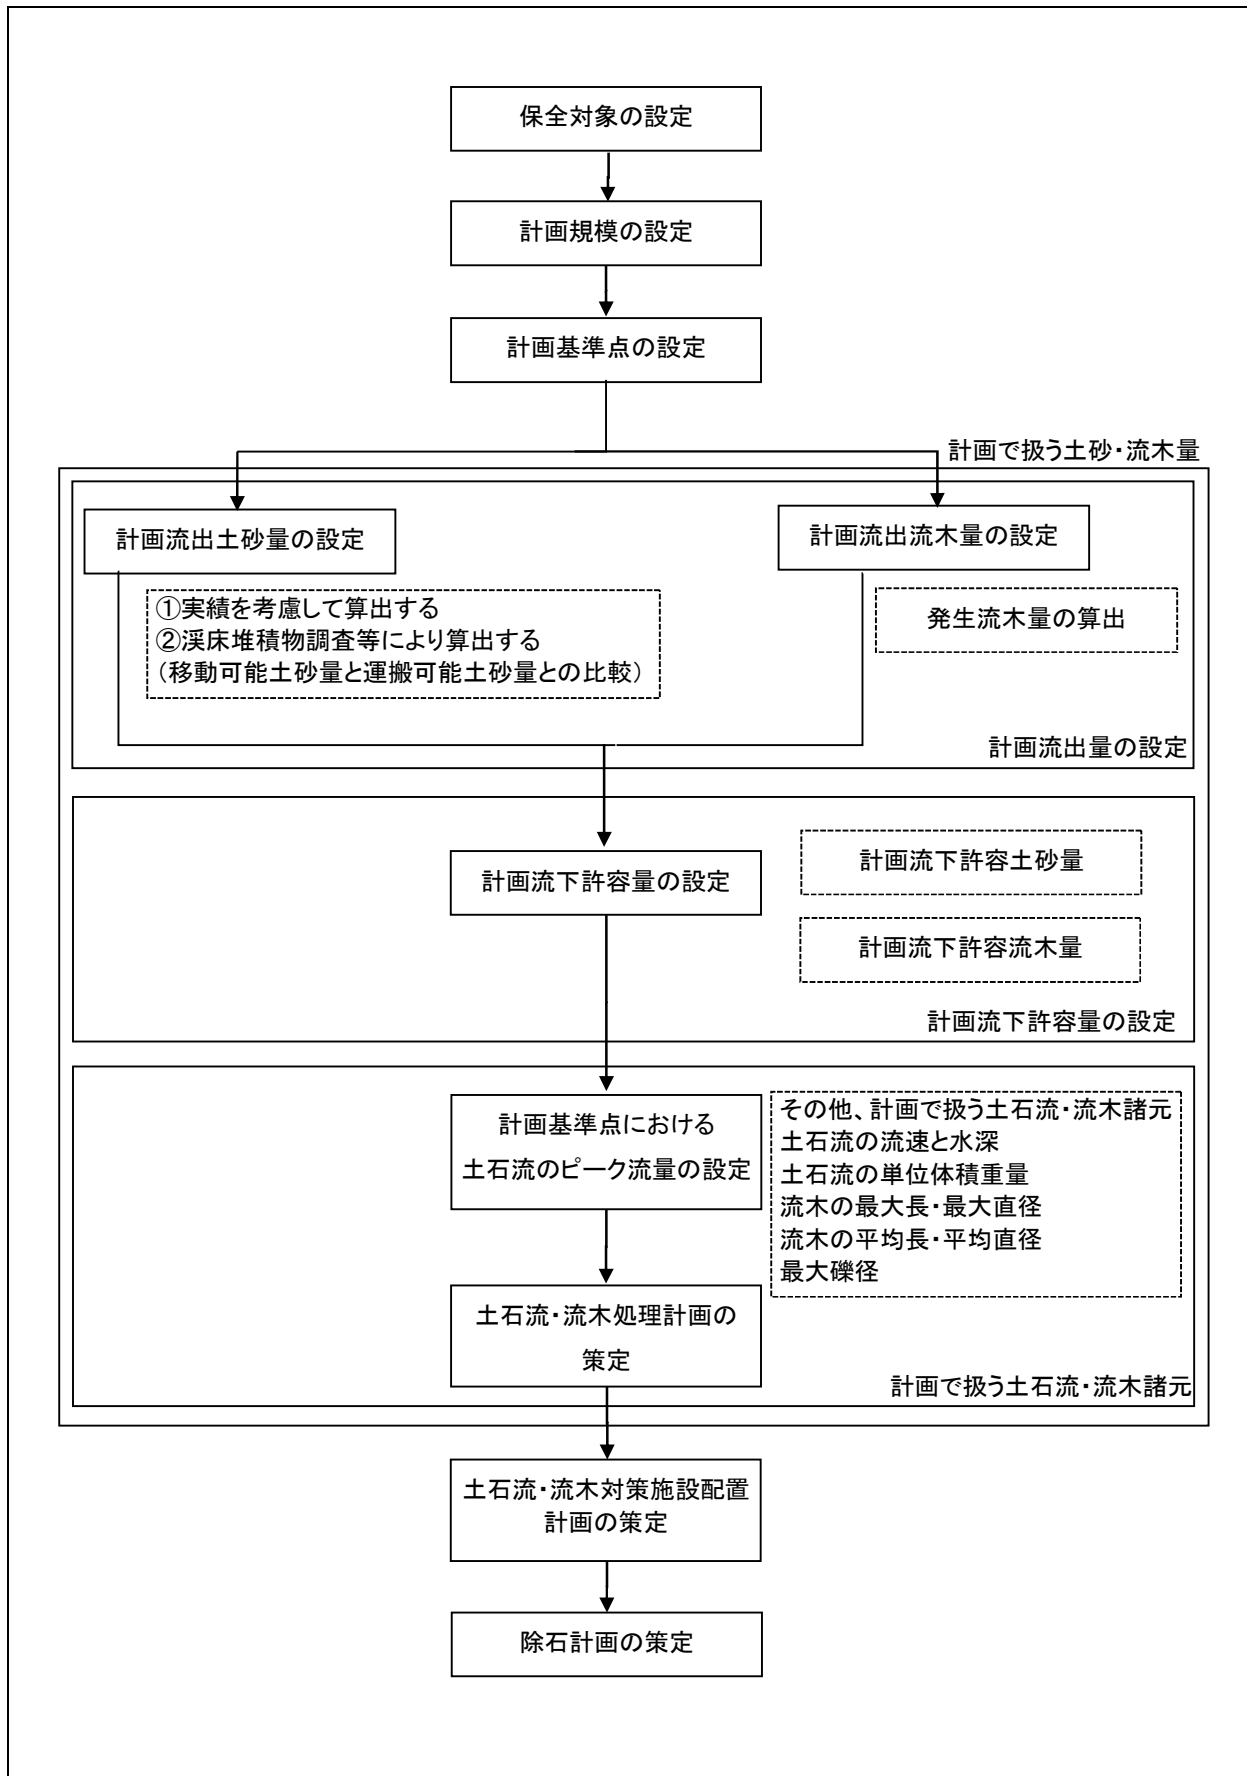 保全対象の設定
計画規模の設定
計画基準点の設定
計画で扱う土砂・流木量
計画流出土砂量の設定
計画流出流木量の設定
①実績を考慮して算出する
②渓床堆積物調査等により算出する
（移動可能土砂量と運搬可能土砂量との比較）
発生流木量の算出
計画流出量の設定
計画流下許容量の設定
計画流下許容土砂量
計画流下許容流木量
計画流下許容量の設定
計画基準点における
土石流のピーク流量の設定
その他、計画で扱う土石流・流木諸元
土石流の流速と水深
土石流の単位体積重量
流木の最大長・最大直径
流木の平均長・平均直径
最大礫径
土石流・流木処理計画の
策定
計画で扱う土石流・流木諸元
土石流・流木対策施設配置
計画の策定
除石計画の策定